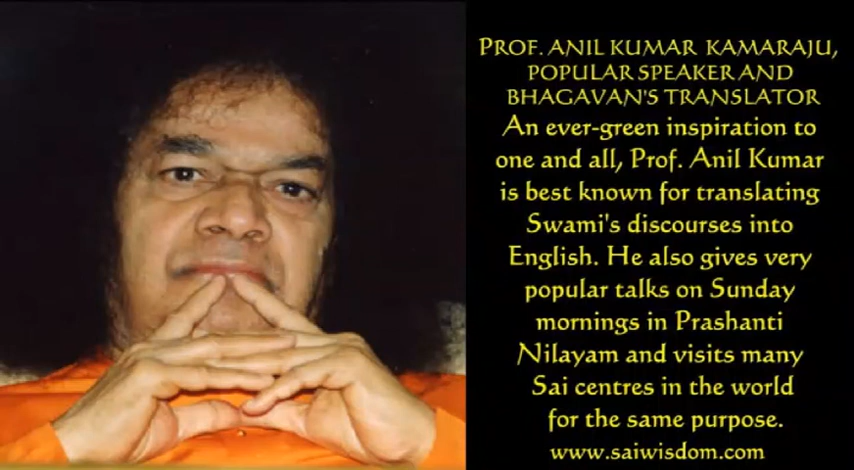 PROF. ANIL KUMAR KAMARAJU,
POPULAR SPEAKER AND
BHAGAVAN'S TRANSLATOR
An ever-green inspiration to
one and all, Prof. Anil Kumar
is best known for translating
Swami's discourses into
English. He also gives very
popular talks on Sunday
mornings in Prashanti
Nilayam and visits many
Sai centres in the world
for the same purpose.
www.saiwisdom.com